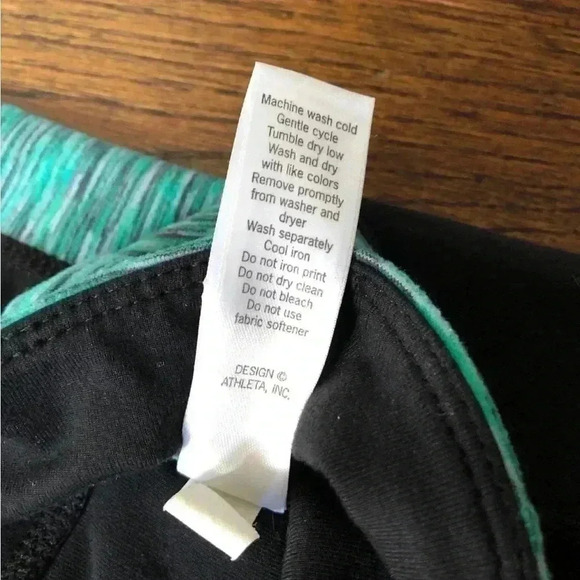 Machine wash cold
Gentle cycle
Tumble dry low
Wash and dry
with like colors
Remove promptly
from washer and
dryer
Wash separately
Cool iron
Do not iron print
Do not dry clean
Do not bleach
Do not use
fabric softener
DESIGN ©
ATHLETA, INC.